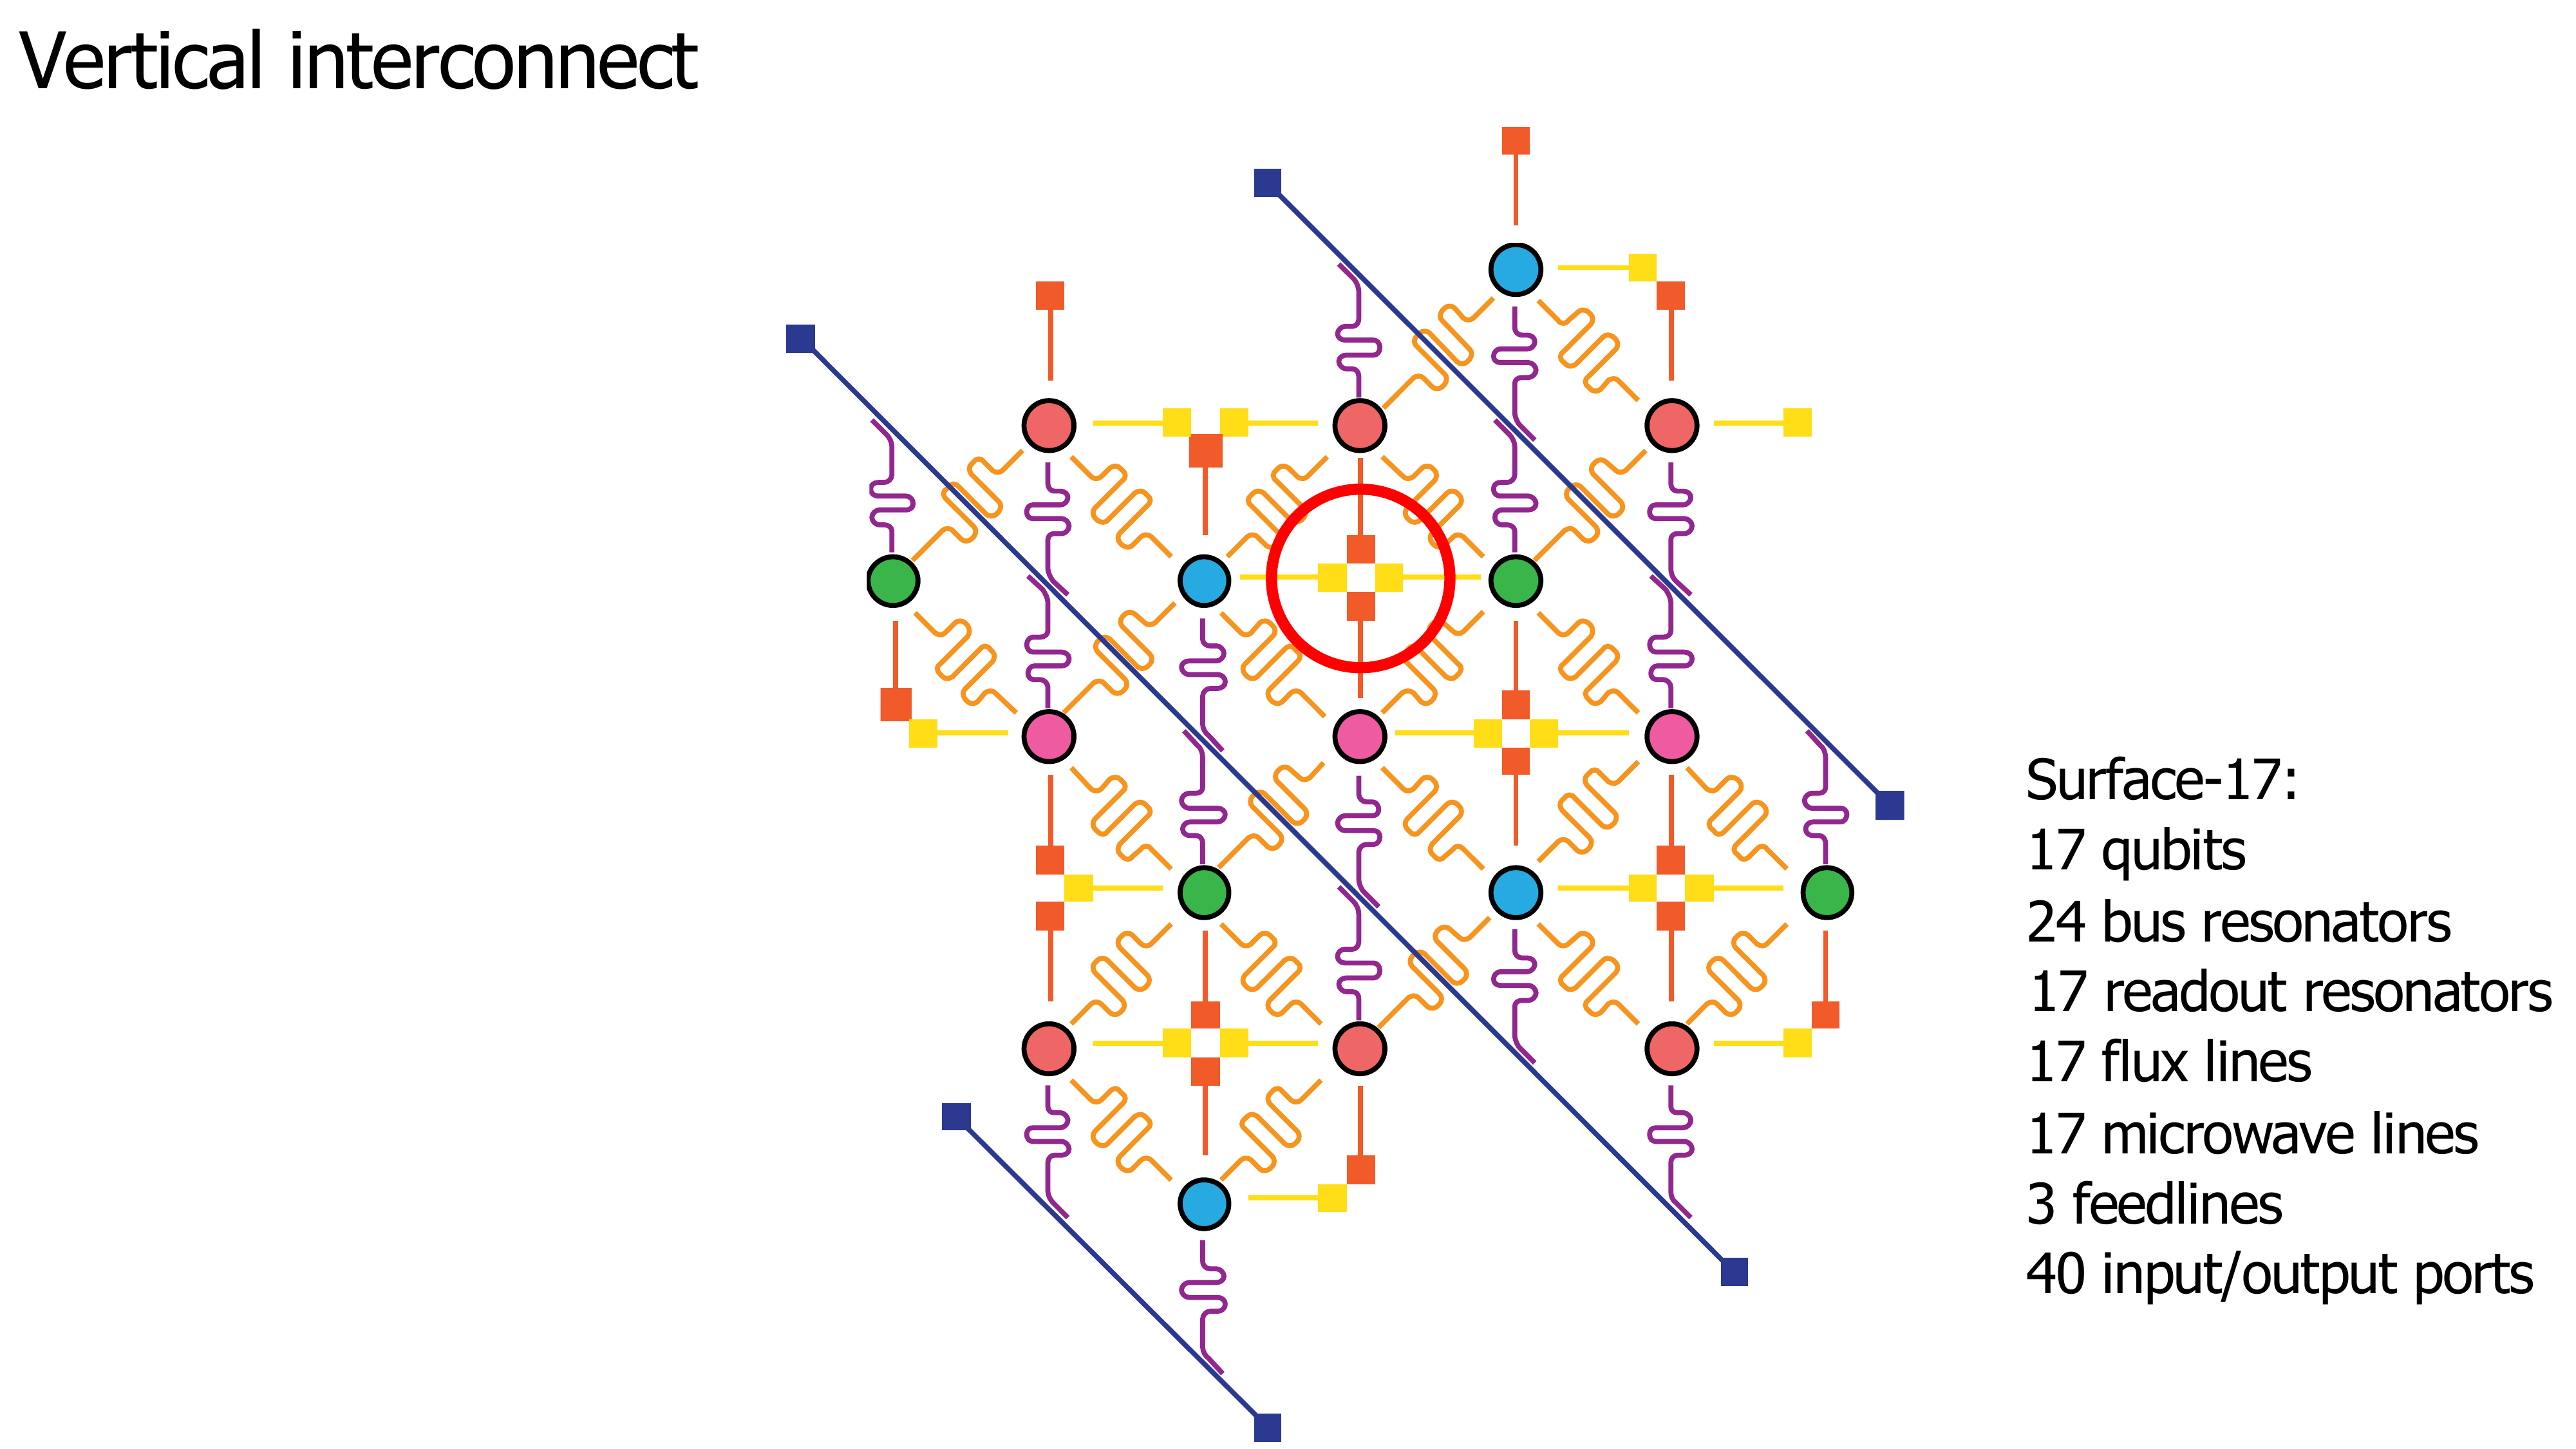 Vertical interconnect
Surface-17:
17 qubits
24 bus resonators
17 readout resonators
17 flux lines
17 microwave lines
3 feedlines
40 input/output ports